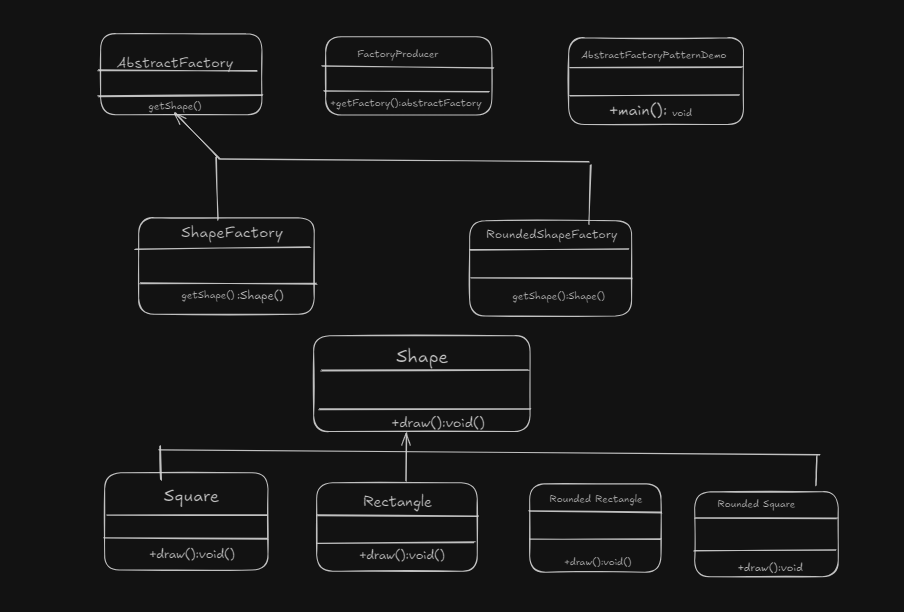 AbstractFactory
getShape()
FactoryProducer
+getFactory():abstractFactory
AbstractFactoryPatternDemo
+main(): void
ShapeFactory
getShape() :Shape()
RoundedShapeFactory
getShape():Shape()
Shape
+draw():void()
Square
+draw():void()
Rectangle
+draw():void()
Rounded Rectangle
+draw():void()
Rounded Square
+draw():void